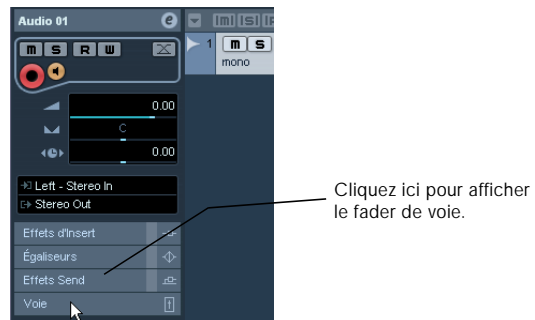 Audio 01 e
M S R W
0.00
C
0.00
Left - Stereo In
Stereo Out
Effets d'Insert
Égaliseurs
Effets Send
Voie
1 M S
mono
Cliquez ici pour afficher
le fader de voie.